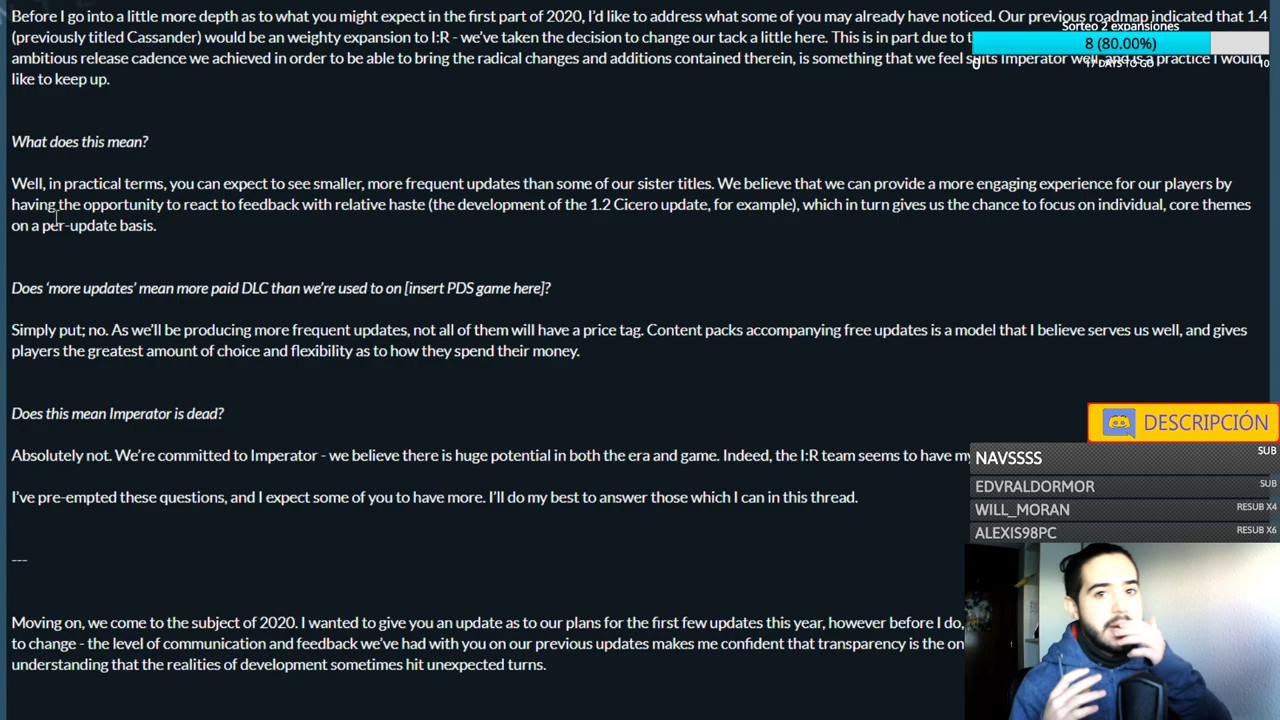 Before I go into a little more depth as to what you might expect in the first part of 2020, I'd like to address what some of you may already have noticed. Our previous roadmap indicated that 1.4
(previously titled Cassander) would be an weighty expansion to I:R - we've taken the decision to change our tack a little here. This is in part due to
ambitious release cadence we achieved in order to be able to bring the radical changes and additions contained therein, is something that we feel suits Imperator well, and is a practice I would
like to keep up.
Sorteo 2 expansiones
8 (80.00%)
0
17 DAYS TO GO
10
What does this mean?
Well, in practical terms, you can expect to see smaller, more frequent updates than some of our sister titles. We believe that we can provide a more engaging experience for our players by
having the opportunity to react to feedback with relative haste (the development of the 1.2 Cicero update, for example), which in turn gives us the chance to focus on individual, core themes
on a per-update basis.
Does 'more updates' mean more paid DLC than we're used to on [insert PDS game here]?
Simply put; no. As we'll be producing more frequent updates, not all of them will have a price tag. Content packs accompanying free updates is a model that I believe serves us well, and gives
players the greatest amount of choice and flexibility as to how they spend their money.
Does this mean Imperator is dead?
Absolutely not. We're committed to Imperator - we believe there is huge potential in both the era and game. Indeed, the I:R team seems to have
I've pre-empted these questions, and I expect some of you to have more. I'll do my best to answer those which I can in this thread.
---
Moving on, we come to the subject of 2020. I wanted to give you an update as to our plans for the first few updates this year, however before I do,
to change - the level of communication and feedback we've had with you on our previous updates makes me confident that transparency is the
understanding that the realities of development sometimes hit unexpected turns.
DESCRIPCIÓN
NAVSSSS SUB
EDVRALDORMOR SUB
WILL_MORAN RESUB X4
ALEXIS98PC RESUB X6